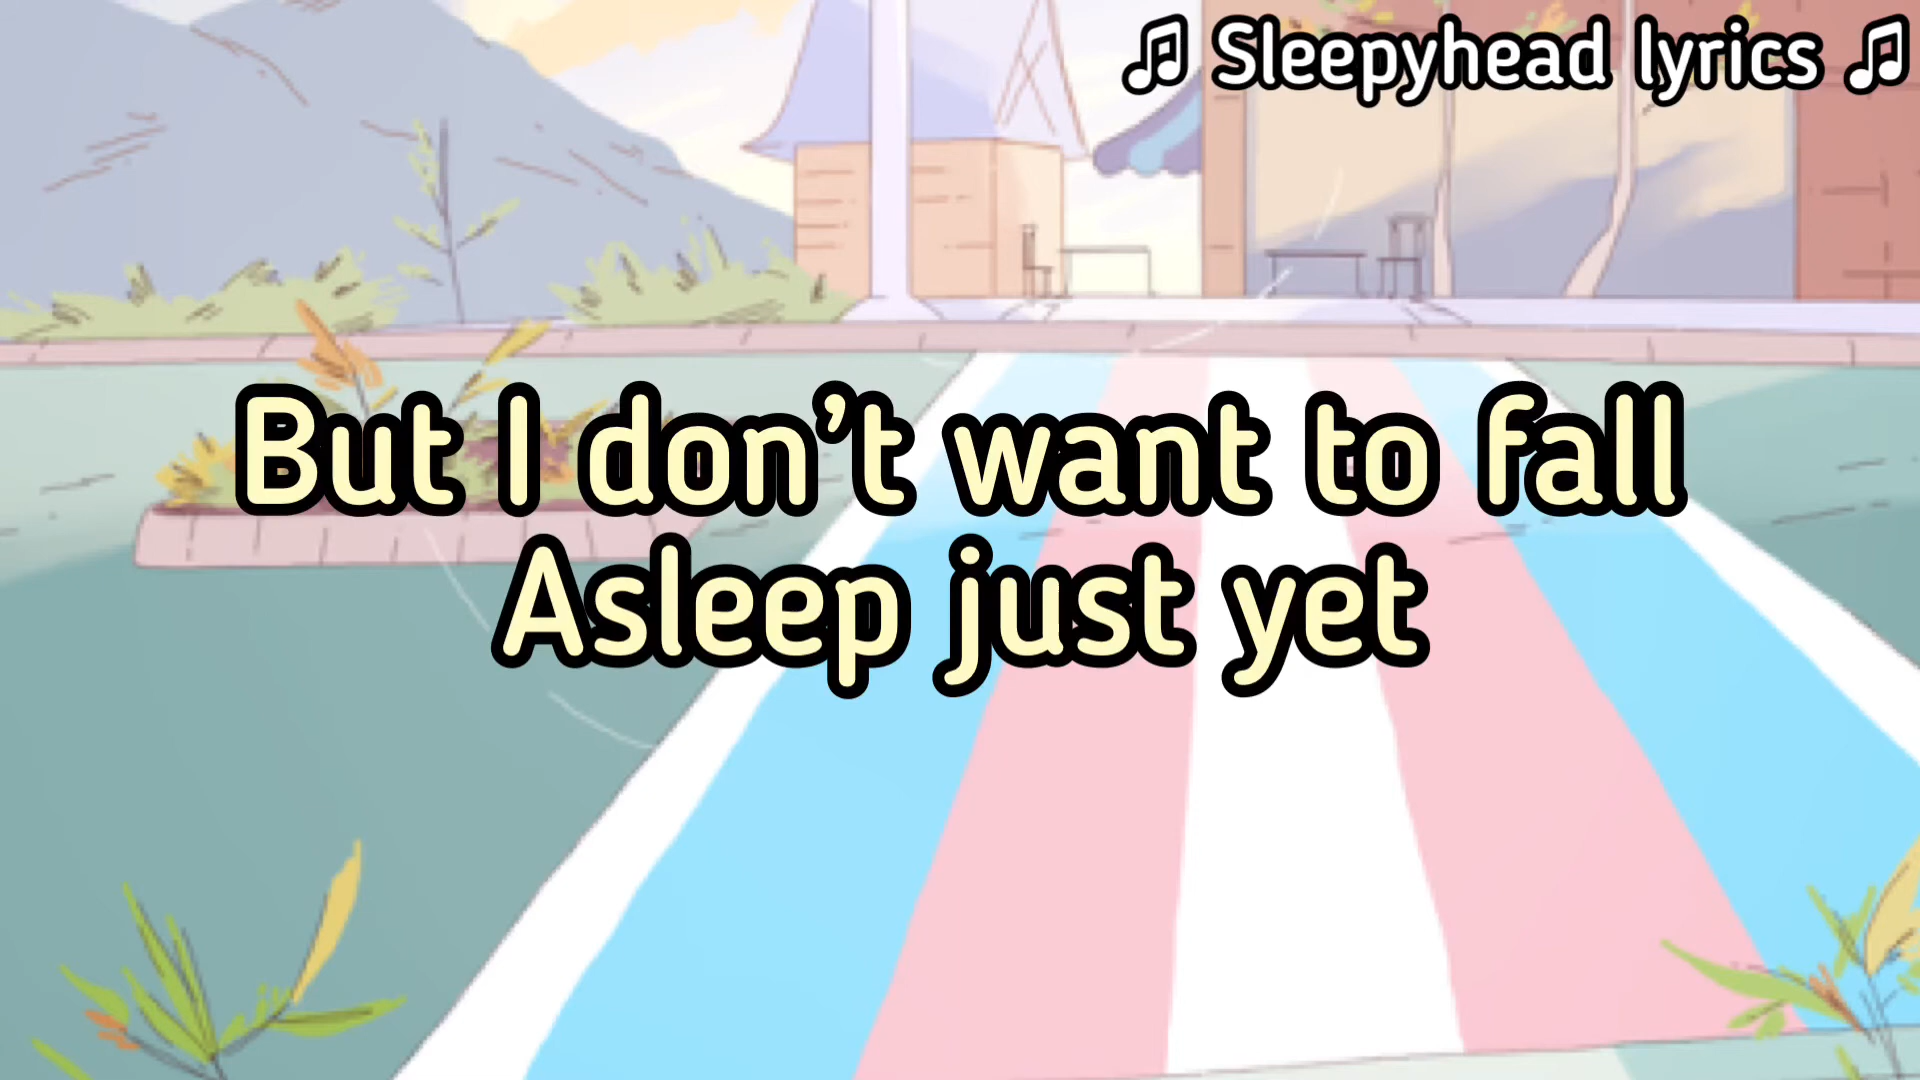 ♫ Sleepyhead lyrics ♫
But I don’t want to fall
Asleep just yet